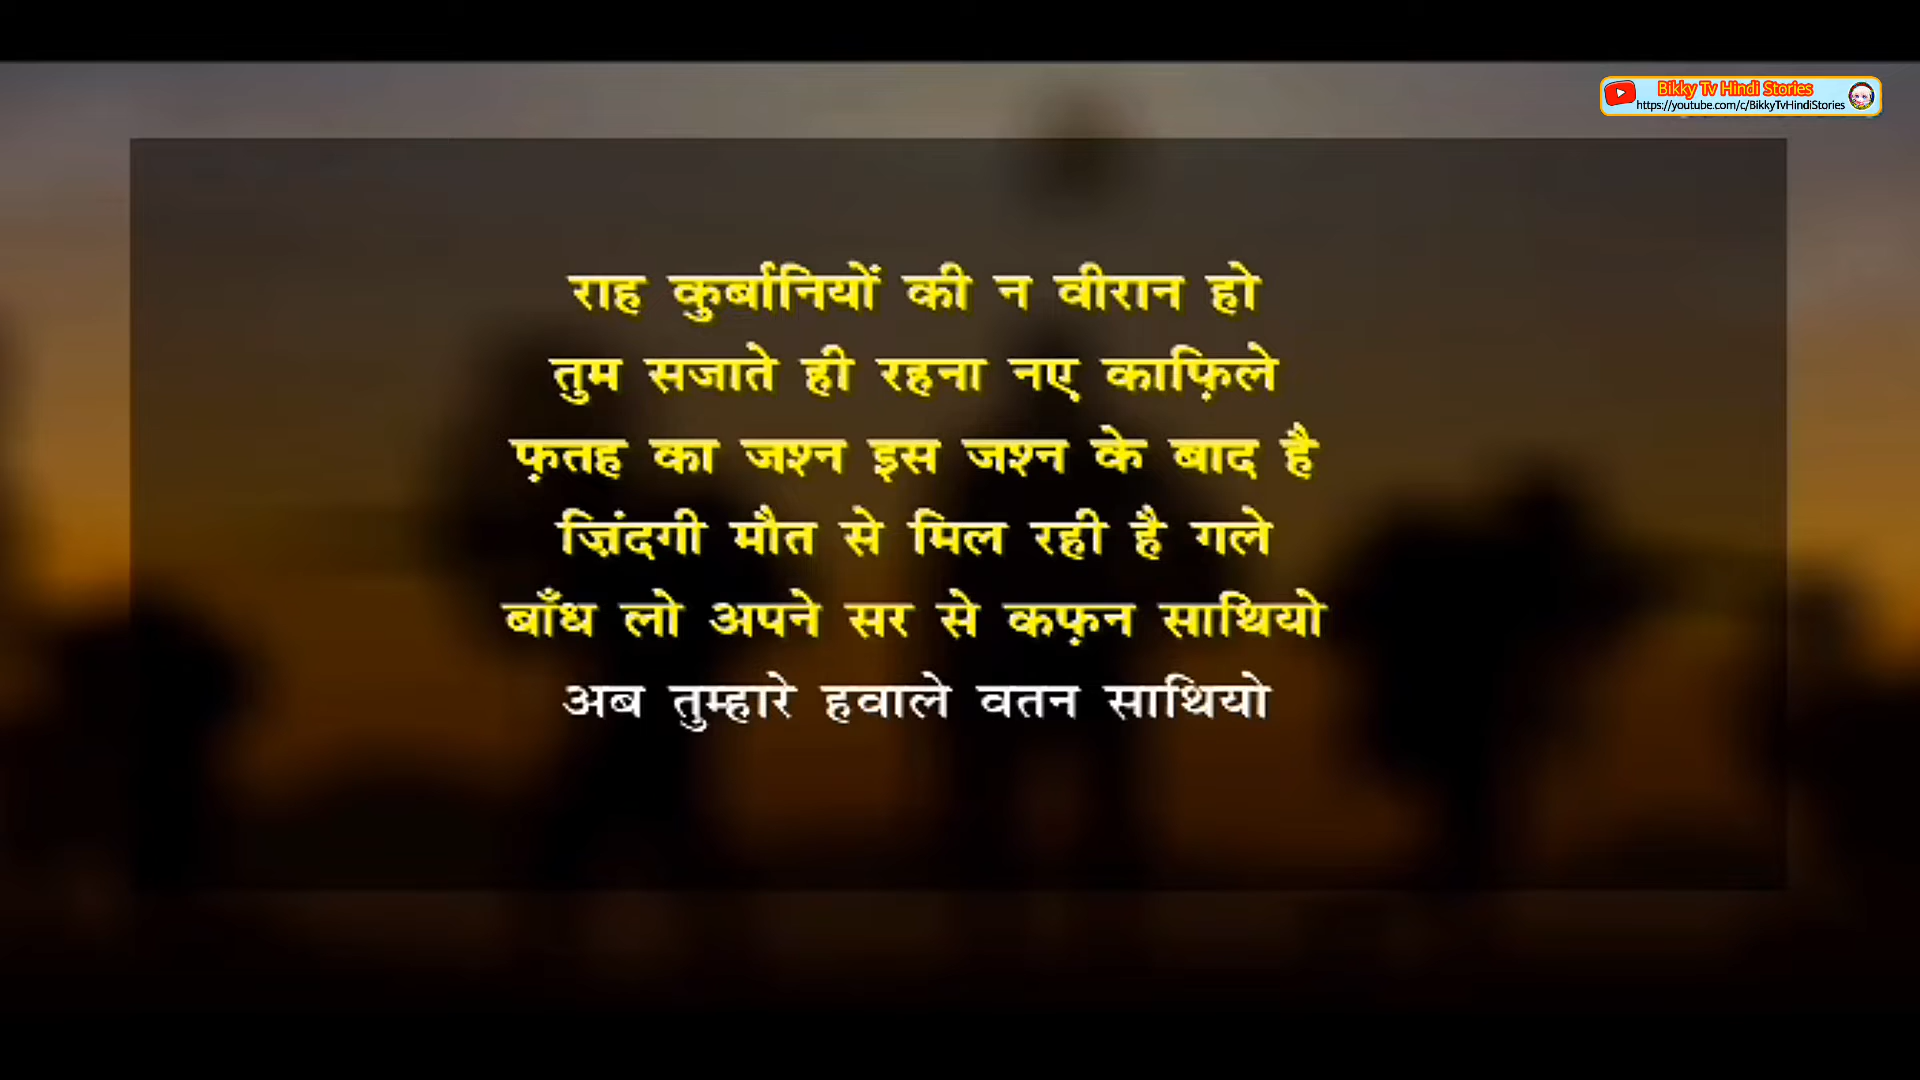 Bikky Tv Hindi Stories
https://youtube.com/c/BikkyTvHindiStories
राह कुर्बानियों की न वीरान हो
तुम सजाते ही रहना नए काफ़िले
फ़तह का जश्न इस जश्न के बाद है
ज़िंदगी मौत से मिल रही है गले
बाँध लो अपने सर से कफ़न साथियो
अब तुम्हारे हवाले वतन साथियो